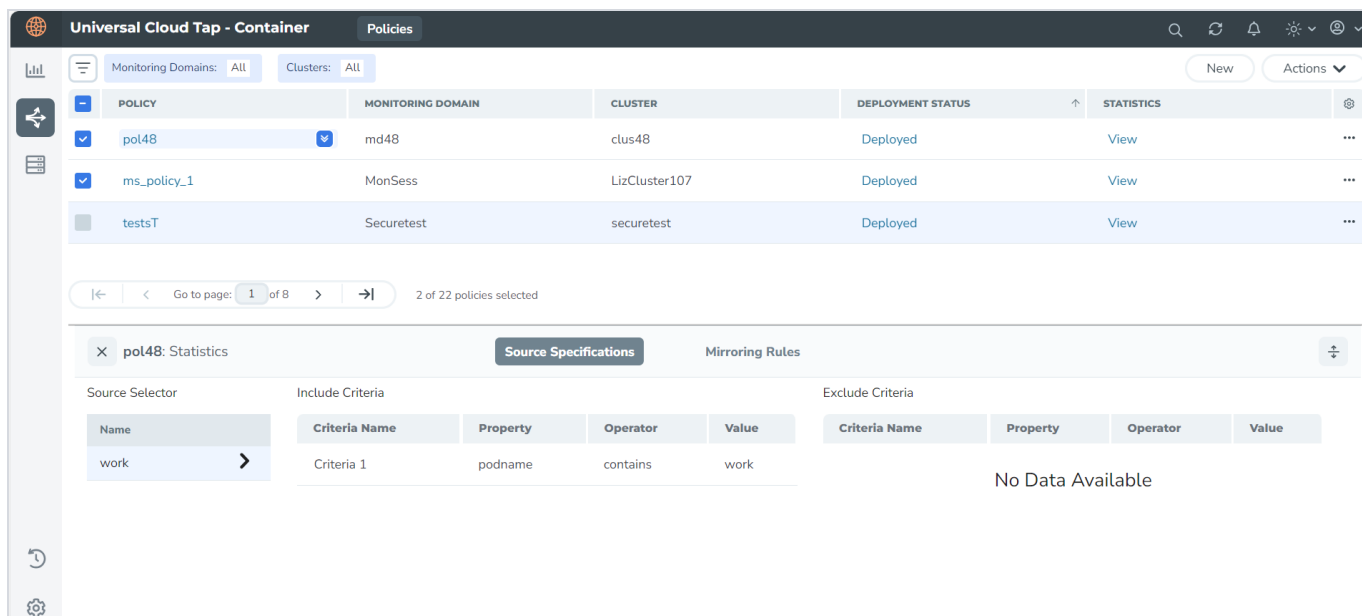 Universal Cloud Tap - Container Policies
Monitoring Domains: All Clusters: All New Actions
POLICY MONITORING DOMAIN CLUSTER DEPLOYMENT STATUS STATISTICS
pol48 md48 clus48 Deployed View
ms_policy_1 MonSess LizCluster107 Deployed View
testsT Securetest securetest Deployed View
Go to page: 1 of 8 2 of 22 policies selected
pol48: Statistics Source Specifications Mirroring Rules
Source Selector Include Criteria Exclude Criteria
Name Criteria Name Property Operator Value Criteria Name Property Operator Value
work Criteria 1 podname contains work
No Data Available